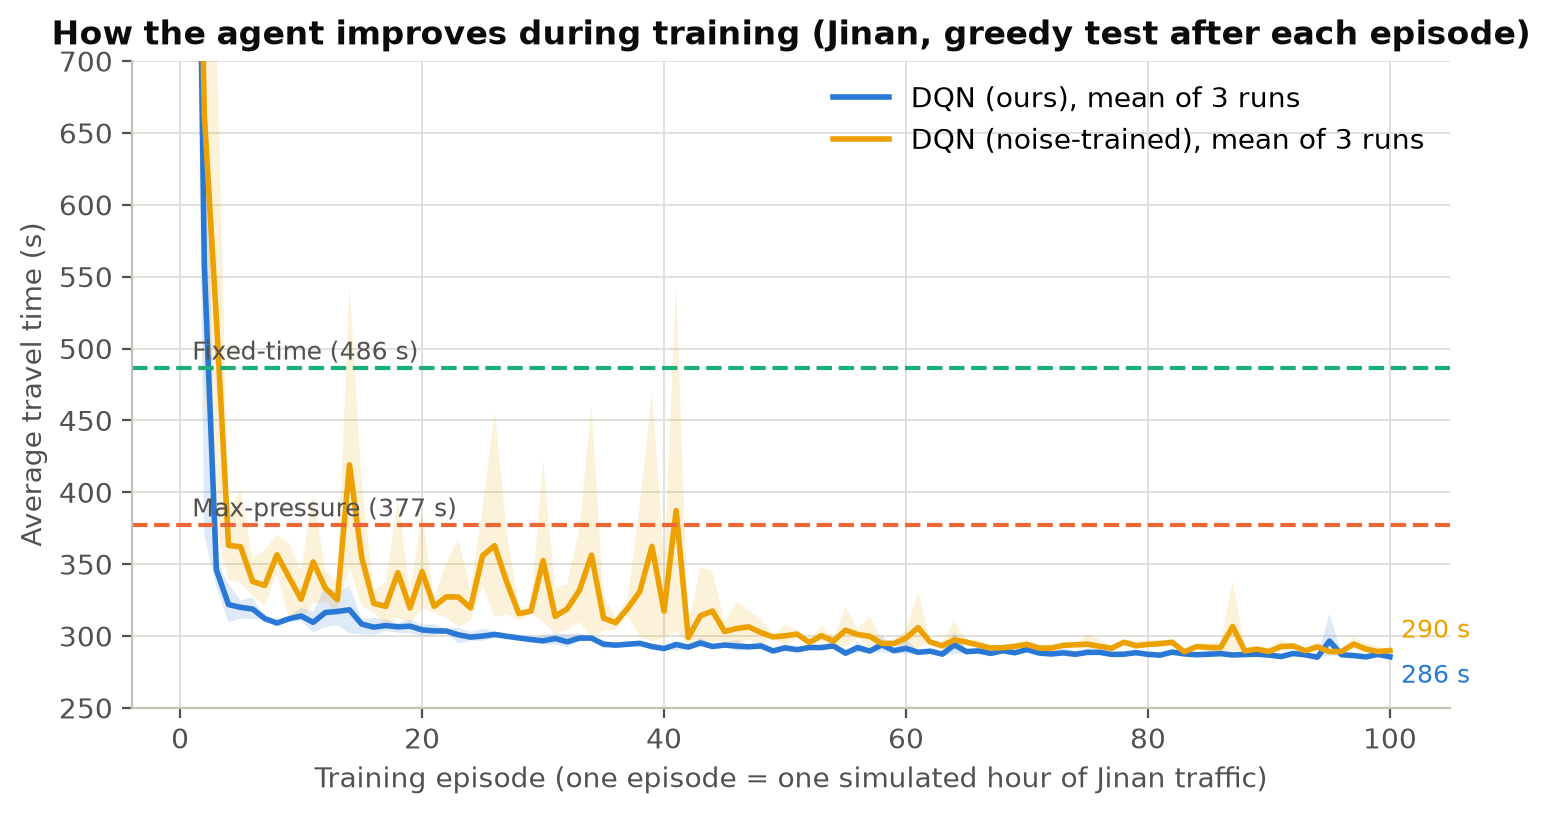 How the agent improves during training (Jinan, greedy test after each episode)
DQN (ours), mean of 3 runs
DQN (noise-trained), mean of 3 runs
Average travel time (s)
700
650
600
550
500
450
400
350
300
250
Fixed-time (486 s)
Max-pressure (377 s)
290 s
286 s
0
20
40
60
80
100
Training episode (one episode = one simulated hour of Jinan traffic)